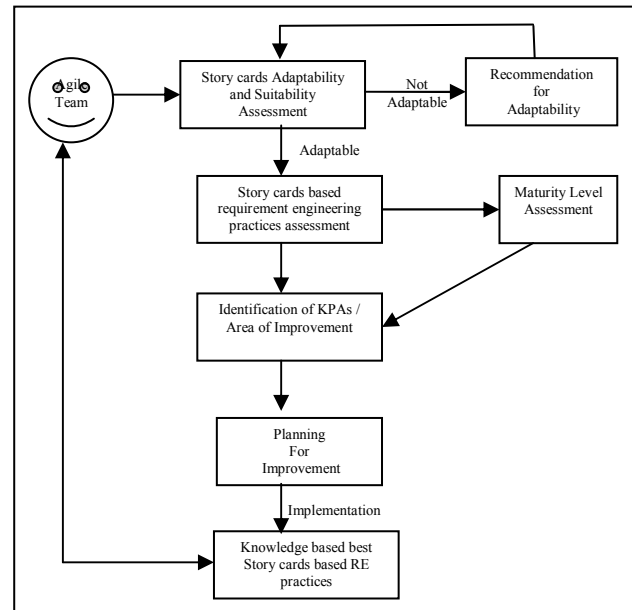 Agile
Team
Story cards Adaptability
and Suitability
Assessment
Not
Adaptable
Recommendation
for
Adaptability
Adaptable
Story cards based
requirement engineering
practices assessment
Maturity Level
Assessment
Identification of KPAs /
Area of Improvement
Planning
For
Improvement
Implementation
Knowledge based best
Story cards based RE
practices